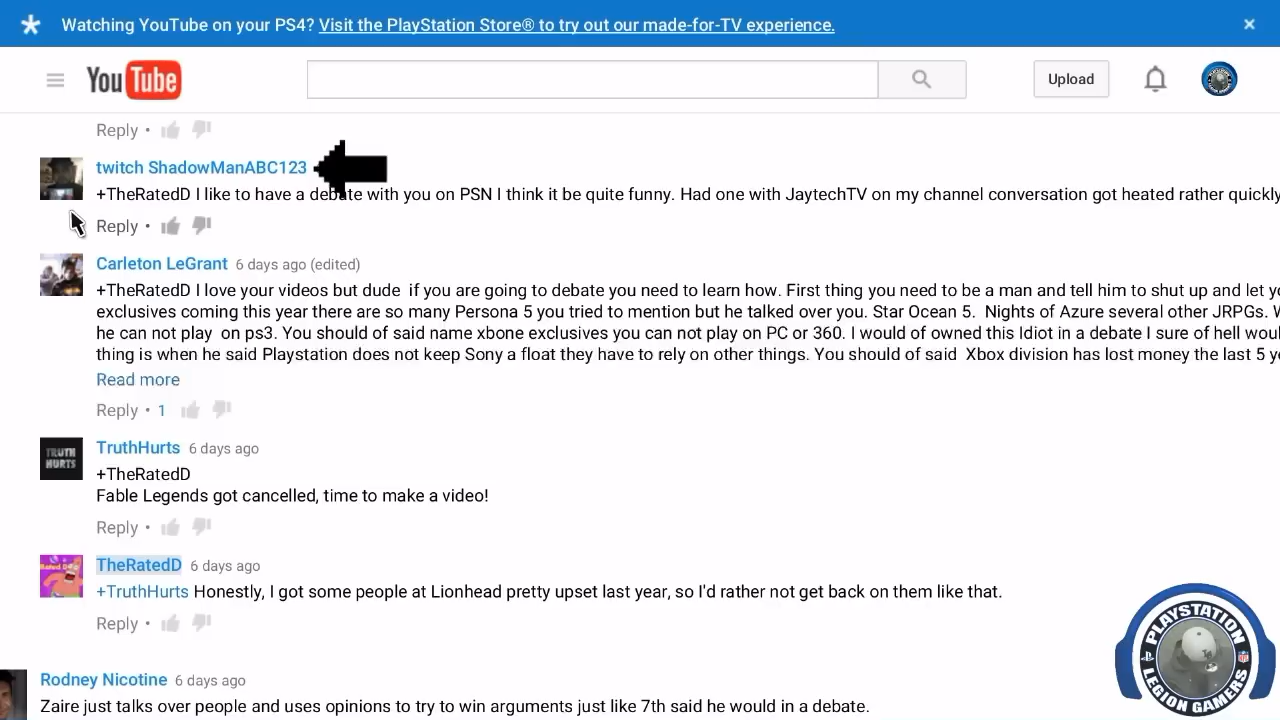 Watching YouTube on your PS4? Visit the PlayStation Store® to try out our made-for-TV experience.
YouTube
Upload
Reply •
twitch ShadowManABC123
+TheRatedD I like to have a debate with you on PSN I think it be quite funny. Had one with JaytechTV on my channel conversation got heated rather quickly
Reply •
Carleton LeGrant 6 days ago (edited)
+TheRatedD I love your videos but dude if you are going to debate you need to learn how. First thing you need to be a man and tell him to shut up and let yo
exclusives coming this year there are so many Persona 5 you tried to mention but he talked over you. Star Ocean 5. Nights of Azure several other JRPGs. W
he can not play on ps3. You should of said name xbone exclusives you can not play on PC or 360. I would of owned this Idiot in a debate I sure of hell woul
thing is when he said Playstation does not keep Sony a float they have to rely on other things. You should of said Xbox division has lost money the last 5 ye
Read more
Reply • 1
TRUTH HURTS
TruthHurts 6 days ago
+TheRatedD
Fable Legends got cancelled, time to make a video!
Reply •
Rated D
TheRatedD 6 days ago
+TruthHurts Honestly, I got some people at Lionhead pretty upset last year, so I'd rather not get back on them like that.
Reply •
PLAYSTATION
LEGION GAMERS
Rodney Nicotine 6 days ago
Zaire just talks over people and uses opinions to try to win arguments just like 7th said he would in a debate.